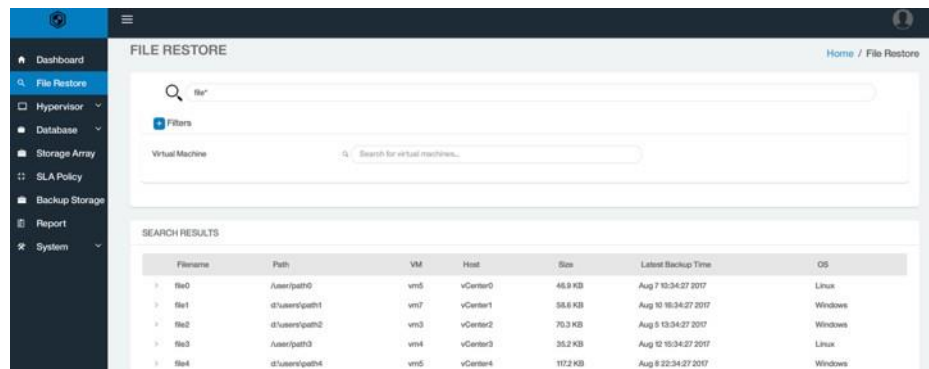 FILE RESTORE
Home / File Restore
Dashboard
File Restore
Hypervisor
Database
Storage Array
SLA Policy
Backup Storage
Report
System
file*
Filters
Virtual Machine
Search for virtual machines...
SEARCH RESULTS
Filename Path VM Host Size Latest Backup Time OS
file0 /user/path0 vm5 vCenter0 46.9 KB Aug 7 10:34:27 2017 Linux
file1 d:\users\path1 vm7 vCenter1 58.6 KB Aug 10 16:34:27 2017 Windows
file2 d:\users\path2 vm3 vCenter2 70.3 KB Aug 5 13:34:27 2017 Windows
file3 /user/path3 vm4 vCenter3 35.2 KB Aug 12 15:34:27 2017 Linux
file4 d:\users\path4 vm5 vCenter4 117.2 KB Aug 8 22:34:27 2017 Windows